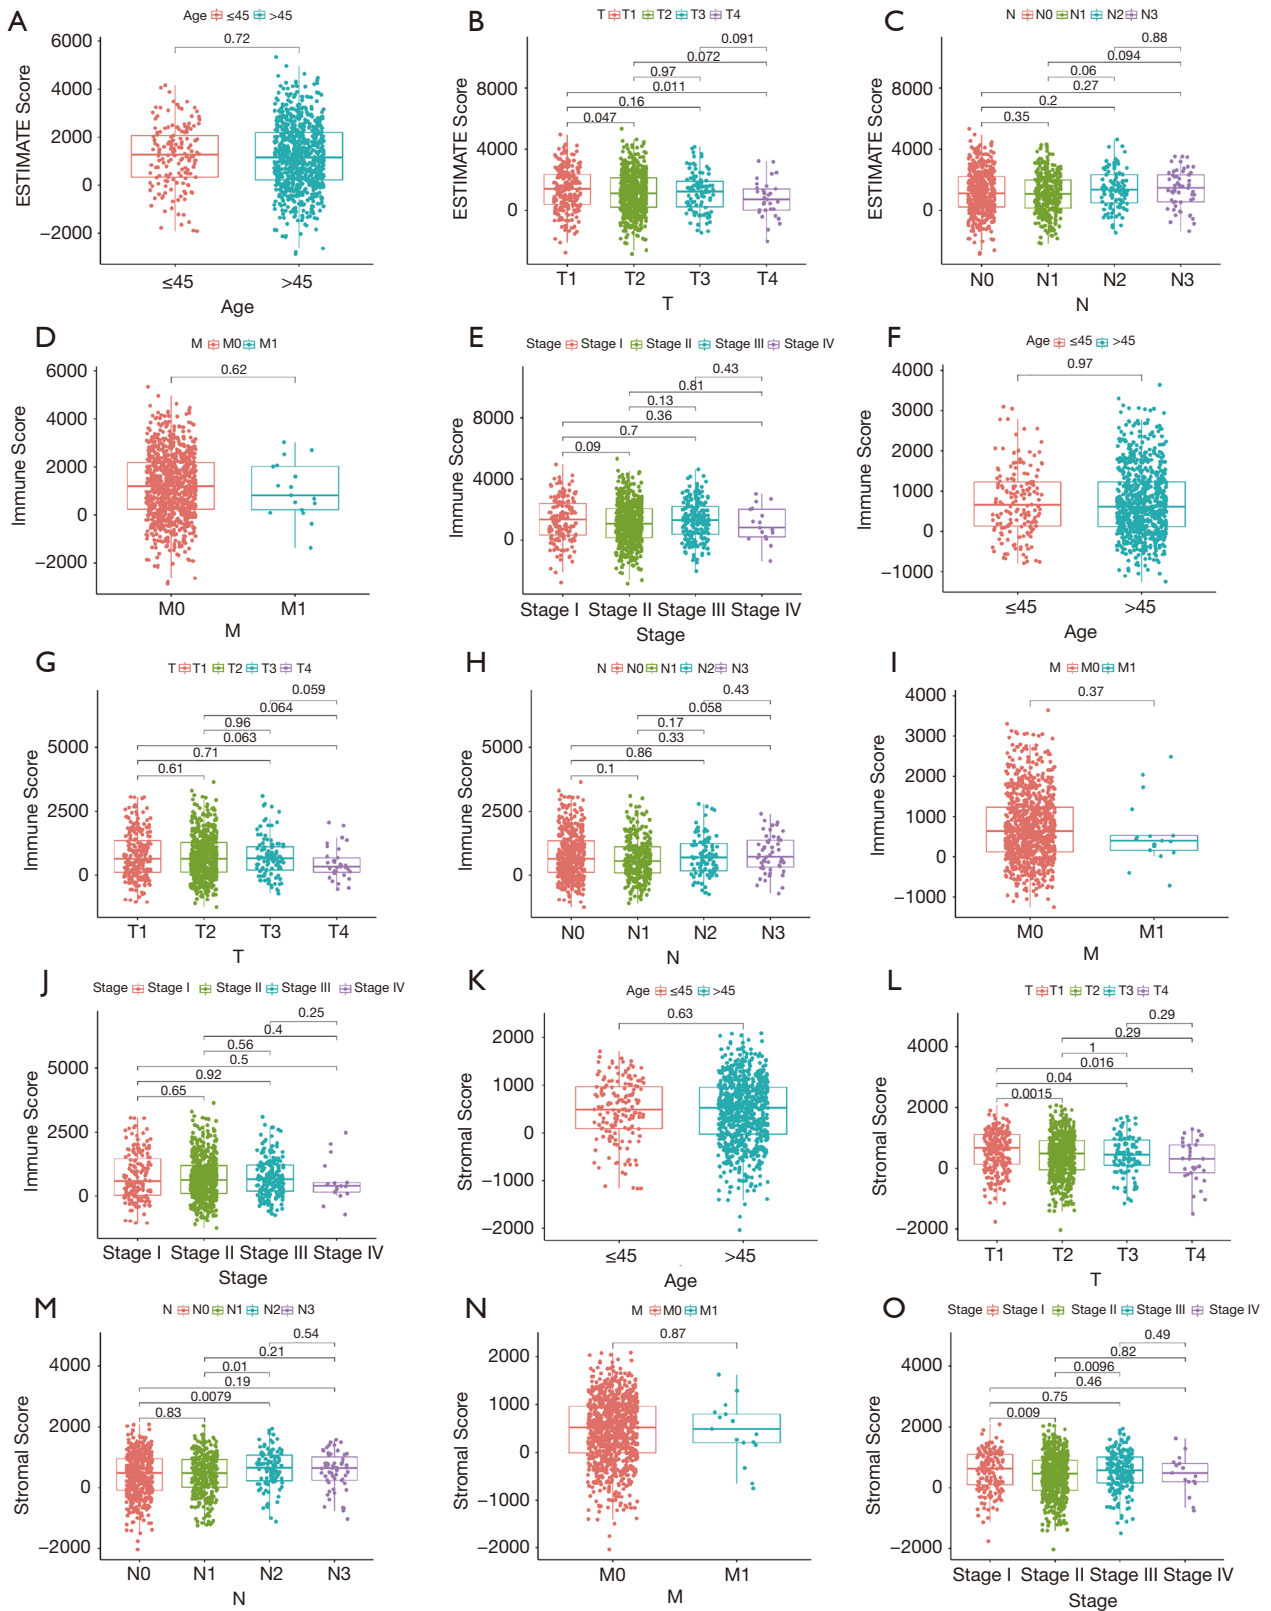 A
Age ≤45 >45
ESTIMATE Score
6000
4000
2000
0
−2000
0.72
≤45 >45
Age
B
T T1 T2 T3 T4
ESTIMATE Score
8000
4000
0
0.091
0.072
0.97
0.011
0.16
0.047
T1 T2 T3 T4
T
C
N N0 N1 N2 N3
ESTIMATE Score
8000
4000
0
0.88
0.094
0.06
0.27
0.2
0.35
N0 N1 N2 N3
N
D
M M0 M1
Immune Score
6000
4000
2000
0
−2000
0.62
M0 M1
M
E
Stage Stage I Stage II Stage III Stage IV
Immune Score
8000
4000
0
0.43
0.81
0.13
0.36
0.7
0.09
Stage I Stage II Stage III Stage IV
Stage
F
Age ≤45 >45
Immune Score
4000
3000
2000
1000
0
−1000
0.97
≤45 >45
Age
G
T T1 T2 T3 T4
Immune Score
5000
2500
0
0.059
0.064
0.96
0.063
0.71
0.61
T1 T2 T3 T4
T
H
N N0 N1 N2 N3
Immune Score
5000
2500
0
0.43
0.058
0.17
0.33
0.86
0.1
N0 N1 N2 N3
N
I
M M0 M1
Immune Score
4000
3000
2000
1000
0
−1000
0.37
M0 M1
M
J
Stage Stage I Stage II Stage III Stage IV
Immune Score
5000
2500
0
0.25
0.4
0.56
0.5
0.92
0.65
Stage I Stage II Stage III Stage IV
Stage
K
Age ≤45 >45
Stromal Score
2000
1000
0
−1000
−2000
0.63
≤45 >45
Age
L
T T1 T2 T3 T4
Stromal Score
4000
2000
0
−2000
0.29
0.29
1
0.016
0.04
0.0015
T1 T2 T3 T4
T
M
N N0 N1 N2 N3
Stromal Score
4000
2000
0
−2000
0.54
0.21
0.01
0.19
0.0079
0.83
N0 N1 N2 N3
N
N
M M0 M1
Stromal Score
2000
1000
0
−1000
−2000
0.87
M0 M1
M
O
Stage Stage I Stage II Stage III Stage IV
Stromal Score
4000
2000
0
−2000
0.49
0.82
0.0096
0.46
0.75
0.009
Stage I Stage II Stage III Stage IV
Stage